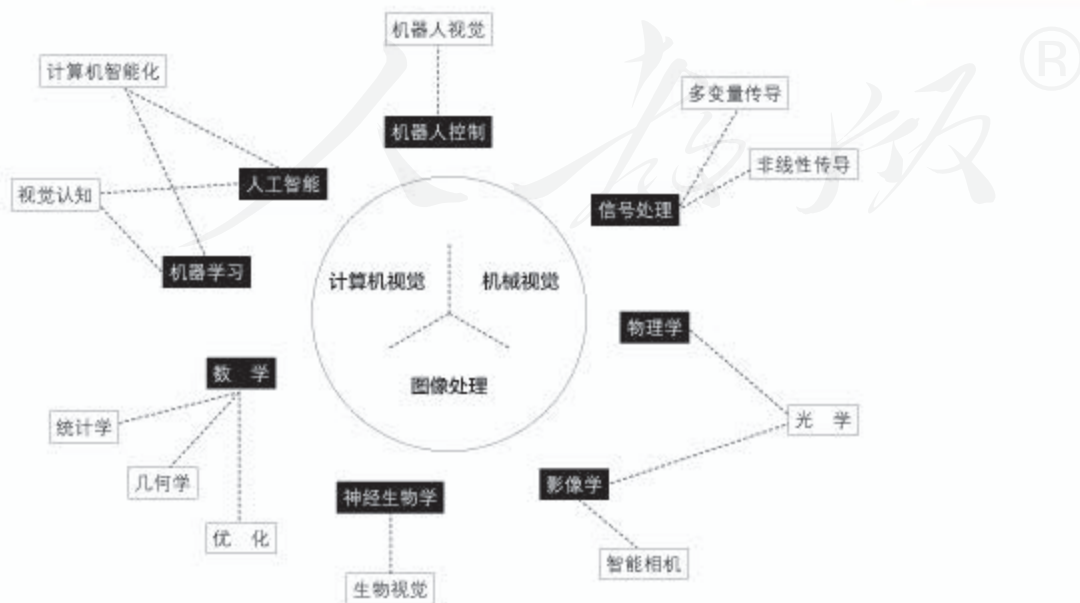 机器人视觉
计算机智能化
多变量传导
机器人控制
非线性传导
人工智能
视觉认知
信号处理
机器学习
计算机视觉
机械视觉
物理学
数 学
图像处理
光 学
统计学
几何学
影像学
神经生物学
优 化
智能相机
生物视觉
人教版®